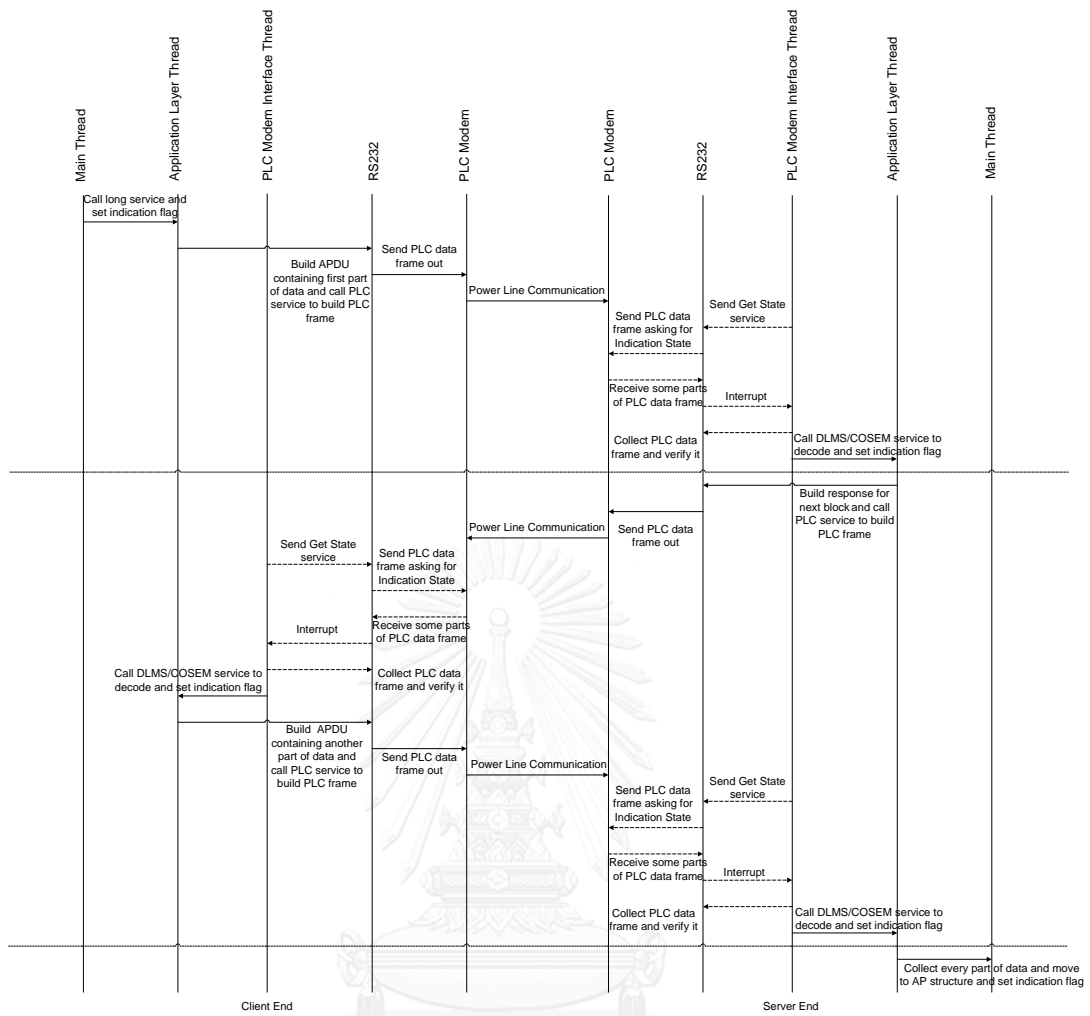 Main Thread
Application Layer Thread
PLC Modem Interface Thread
RS232
PLC Modem
PLC Modem
RS232
PLC Modem Interface Thread
Application Layer Thread
Main Thread
Call long service and
set indication flag
Build APDU
containing first part
of data and call PLC
service to build PLC
frame
Send PLC data
frame out
Power Line Communication
Send Get State
service
Send PLC data
frame asking for
Indication State
Receive some parts
of PLC data frame
Interrupt
Collect PLC data
frame and verify it
Call DLMS/COSEM service to
decode and set indication flag
Build response for
next block and call
PLC service to build
PLC frame
Send PLC data
frame out
Power Line Communication
Send Get State
service
Send PLC data
frame asking for
Indication State
Receive some parts
of PLC data frame
Interrupt
Collect PLC data
frame and verify it
Call DLMS/COSEM service to
decode and set indication flag
Build APDU
containing another
part of data and
call PLC service to
build PLC frame
Send PLC data
frame out
Power Line Communication
Send Get State
service
Send PLC data
frame asking for
Indication State
Receive some parts
of PLC data frame
Interrupt
Collect PLC data
frame and verify it
Call DLMS/COSEM service to
decode and set indication flag
Collect every part of data and move
to AP structure and set indication flag
Client End
Server End